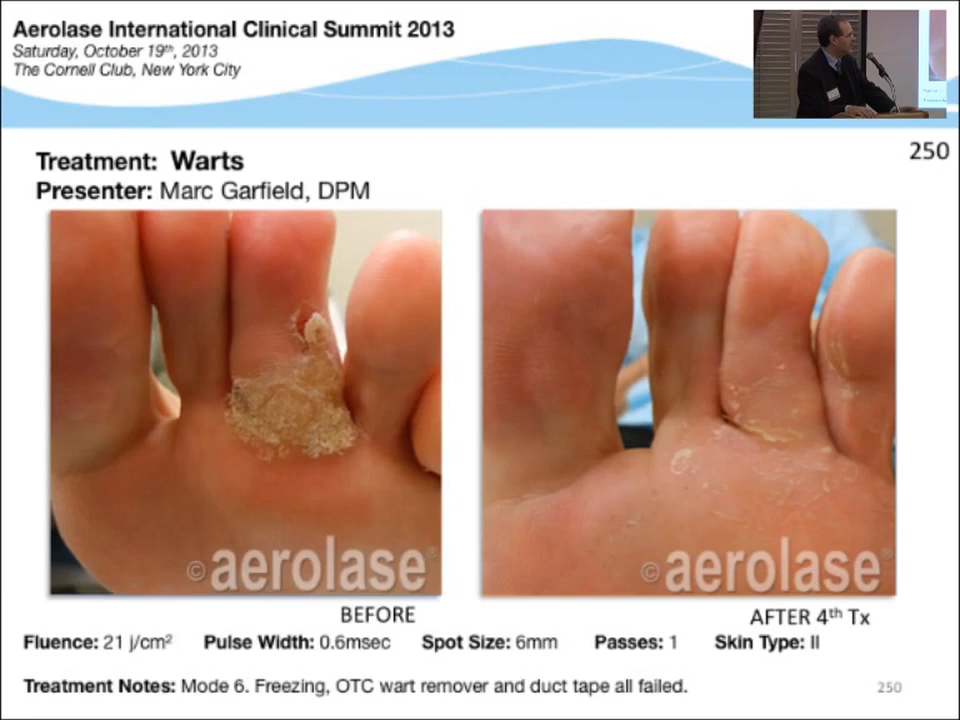 Aerolase International Clinical Summit 2013
Saturday, October 19th, 2013
The Cornell Club, New York City
250
Treatment: Warts
Presenter: Marc Garfield, DPM
©aerolase®
©aerolase®
BEFORE
AFTER 4th Tx
Fluence: 21 j/cm² Pulse Width: 0.6msec Spot Size: 6mm Passes: 1 Skin Type: II
Treatment Notes: Mode 6. Freezing, OTC wart remover and duct tape all failed.
250